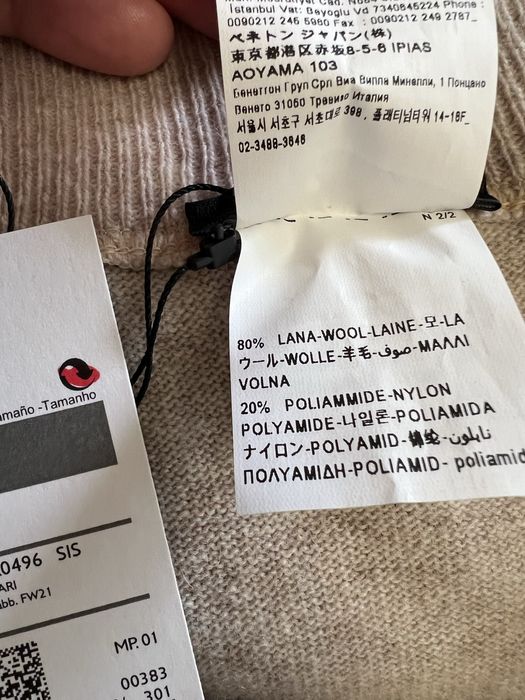 Istanbul Vd 7340845224 Phone :
0090212 245 5960 Fax : 0090212 249 2787_
ベネトン ジャパン(株)
東京都港区赤坂8-5-6 IPIAS
AOYAMA 103
Бенеттон Груп Срл Виа Вилла Минелли, 1 Понцано
Венето 31050 Тревизо Италия
서울시 서초구 서초대로 398, 플래티넘타워 14-16F_
02-3488-3646
N 2/2
80% LANA-WOOL-LAINE-모-LA
ウール-WOLLE-羊毛-صوف-ΜΑΛΛΙ
VOLNA
20% POLIAMMIDE-NYLON
POLYAMIDE-나일론-POLIAMIDA
ナイロン-POLYAMID-锦纶-نايلون
ΠΟΛΥΑΜΙΔΗ-POLIAMID- poliamid
amaño -Tamanho
0496 SIS
ARI
abb. FW21
MP. 01
00383
301